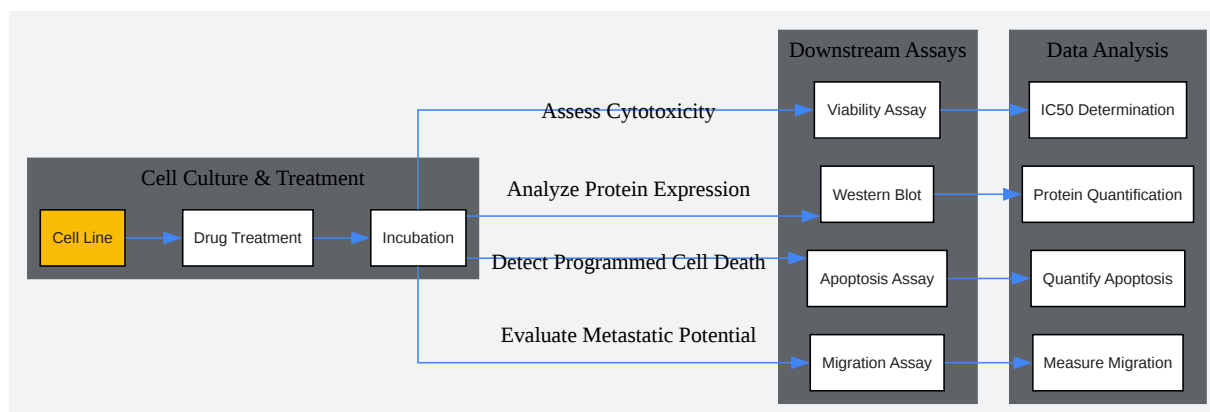 Downstream Assays
Data Analysis
Assess Cytotoxicity
Viability Assay
IC50 Determination
Cell Culture & Treatment
Analyze Protein Expression
Western Blot
Protein Quantification
Cell Line
Drug Treatment
Incubation
Detect Programmed Cell Death
Apoptosis Assay
Quantify Apoptosis
Evaluate Metastatic Potential
Migration Assay
Measure Migration